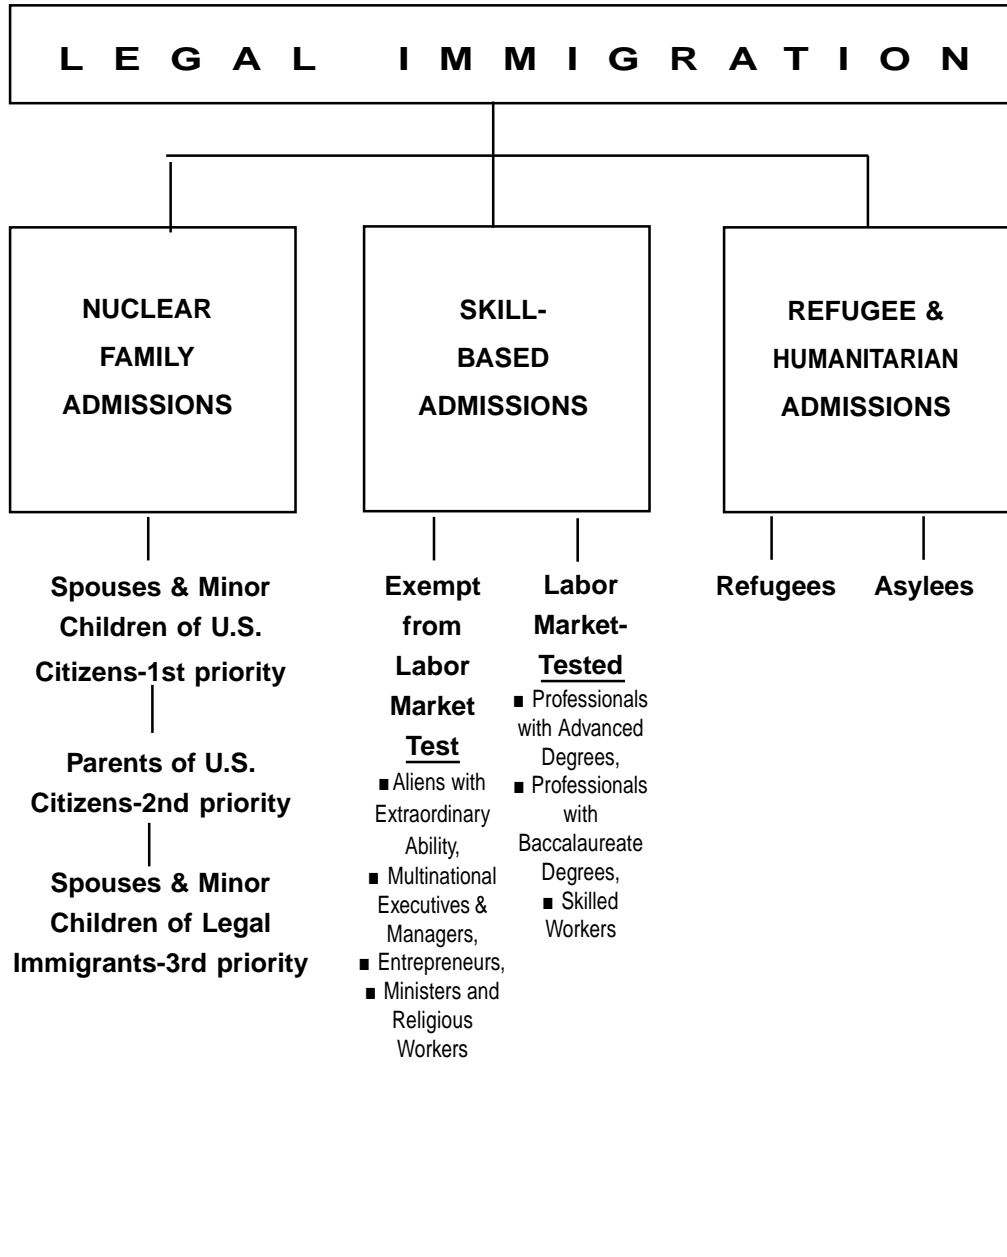 LEGAL IMMIGRATION
NUCLEAR
FAMILY
ADMISSIONS
Spouses & Minor
Children of U.S.
Citizens-1st priority
Parents of U.S.
Citizens-2nd priority
Spouses & Minor
Children of Legal
Immigrants-3rd priority
SKILL-
BASED
ADMISSIONS
Exempt
from
Labor
Market
Test
■ Aliens with
Extraordinary
Ability,
■ Multinational
Executives &
Managers,
■ Entrepreneurs,
■ Ministers and
Religious
Workers
Labor
Market-
Tested
■ Professionals
with Advanced
Degrees,
■ Professionals
with
Baccalaureate
Degrees,
■ Skilled
Workers
REFUGEE &
HUMANITARIAN
ADMISSIONS
Refugees
Asylees